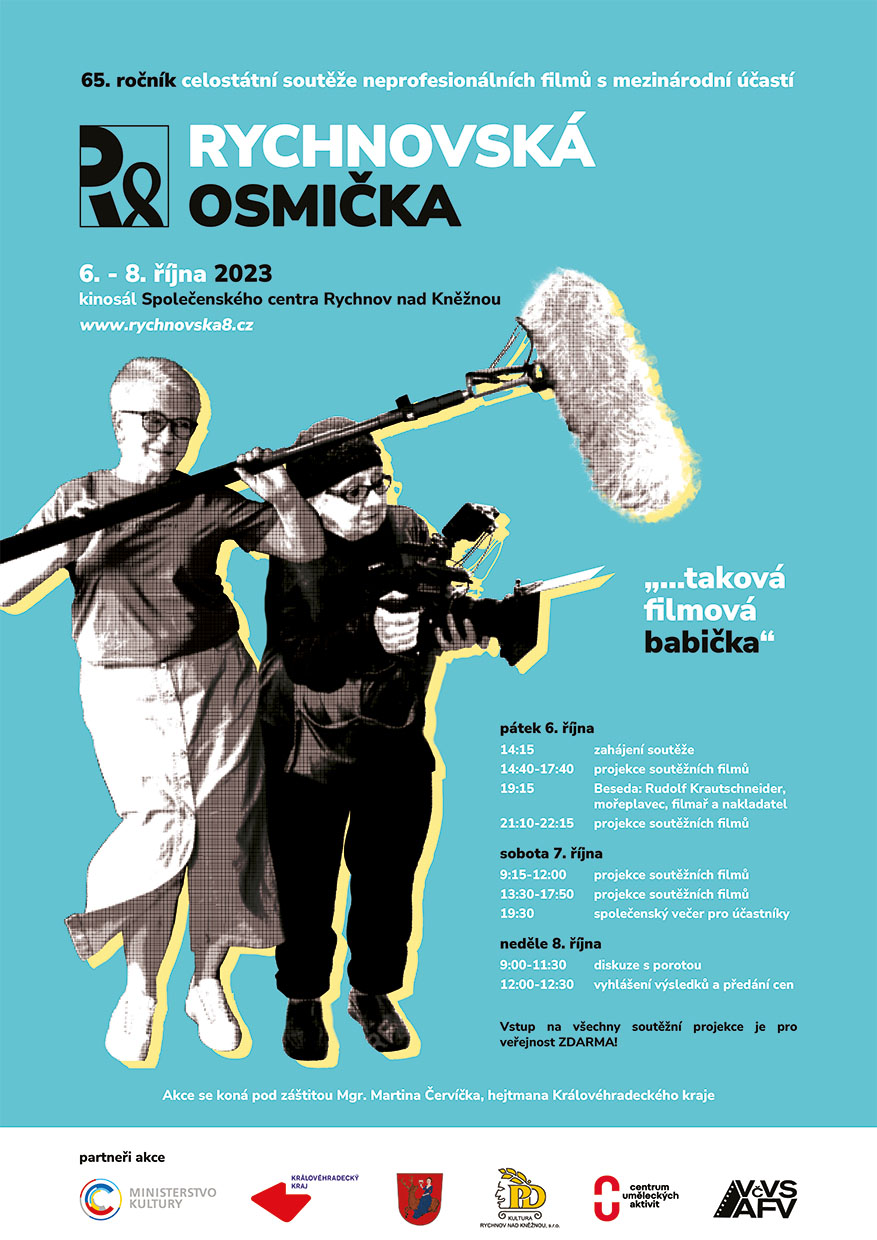 65. ročník celostátní soutěže neprofesionálních filmů s mezinárodní účastí
RYCHNOVSKÁ
OSMIČKA
6. - 8. října 2023
kinosál Společenského centra Rychnov nad Kněžnou
www.rychnovska8.cz
„...taková
filmová
babička“
pátek 6. října
14:15 zahájení soutěže
14:40-17:40 projekce soutěžních filmů
19:15 Beseda: Rudolf Krautschneider,
mořeplavec, filmař a nakladatel
21:10-22:15 projekce soutěžních filmů
sobota 7. října
9:15-12:00 projekce soutěžních filmů
13:30-17:50 projekce soutěžních filmů
19:30 společenský večer pro účastníky
neděle 8. října
9:00-11:30 diskuze s porotou
12:00-12:30 vyhlášení výsledků a předání cen
Vstup na všechny soutěžní projekce je pro
veřejnost ZDARMA!
Akce se koná pod záštitou Mgr. Martina Červíčka, hejtmana Královéhradeckého kraje
partneři akce
MINISTERSTVO
KULTURY
KRÁLOVÉHRADECKÝ
KRAJ
KULTURA
RYCHNOV NAD KNĚŽNOU, s.r.o.
centrum
uměleckých
aktivit
VčVS
AFV